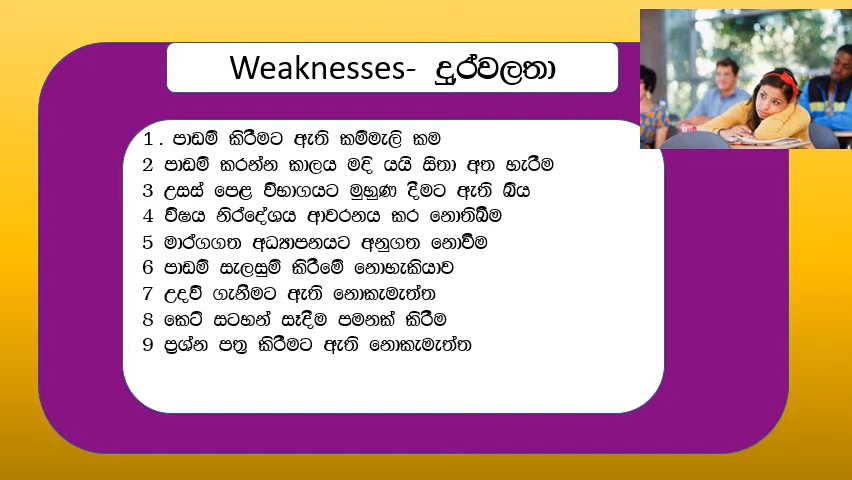 Weaknesses- දුර්වලතා
1. පාඩම් කිරීමට ඇති කම්මැලි කම
2 පාඩම් කරන්න කාලය මදි යයි සිතා අත හැරීම
3 උසස් පෙළ විභාගයට මුහුණ දීමට ඇති බිය
4 විෂය නිර්දේශය ආවරනය කර නොතිබීම
5 මාර්ගගත අධ්‍යාපනයට අනුගත නොවීම
6 පාඩම් සැලසුම් කිරීමේ නොහැකියාව
7 උදව් ගැනීමට ඇති නොකැමැත්ත
8 කෙටි සටහන් සෑදීම පමනක් කිරීම
9 ප්‍රශ්න පත්‍ර කිරීමට ඇති නොකැමැත්ත